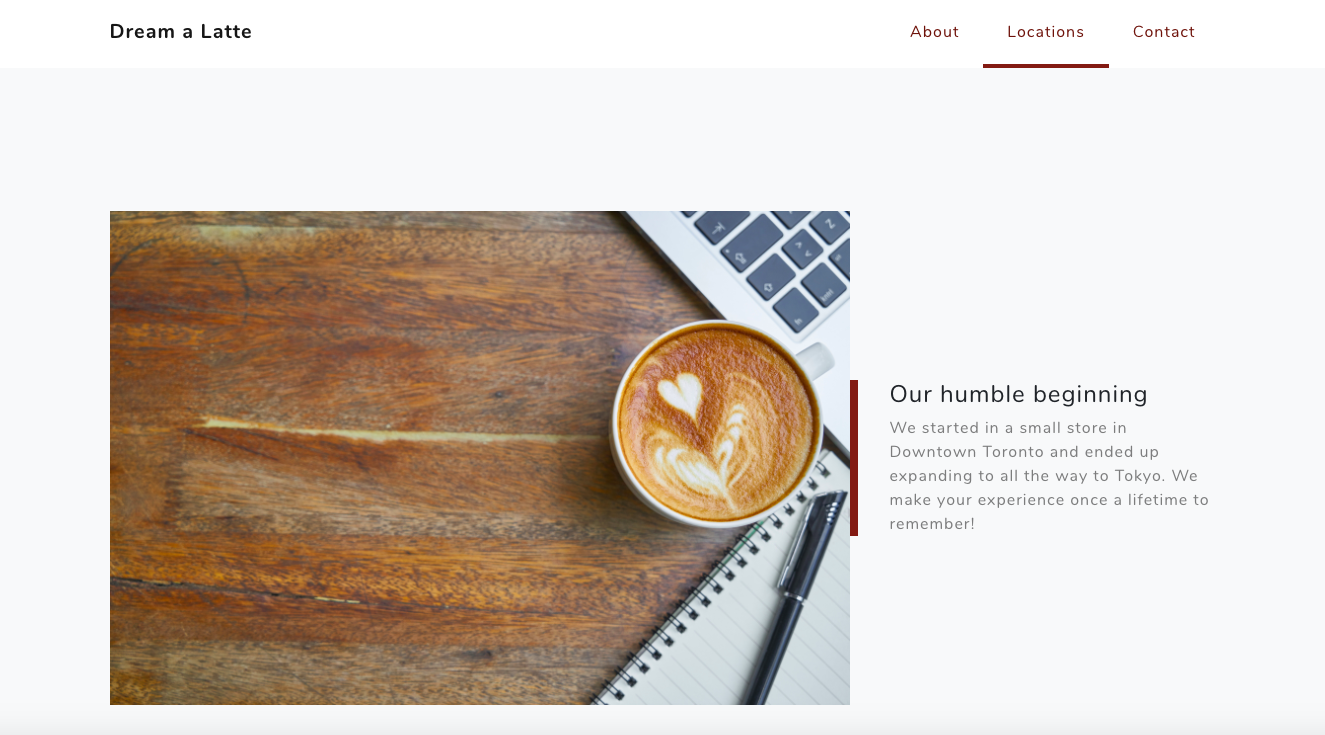 Dream a Latte
About
Locations
Contact
Our humble beginning
We started in a small store in
Downtown Toronto and ended up
expanding to all the way to Tokyo. We
make your experience once a lifetime to
remember!